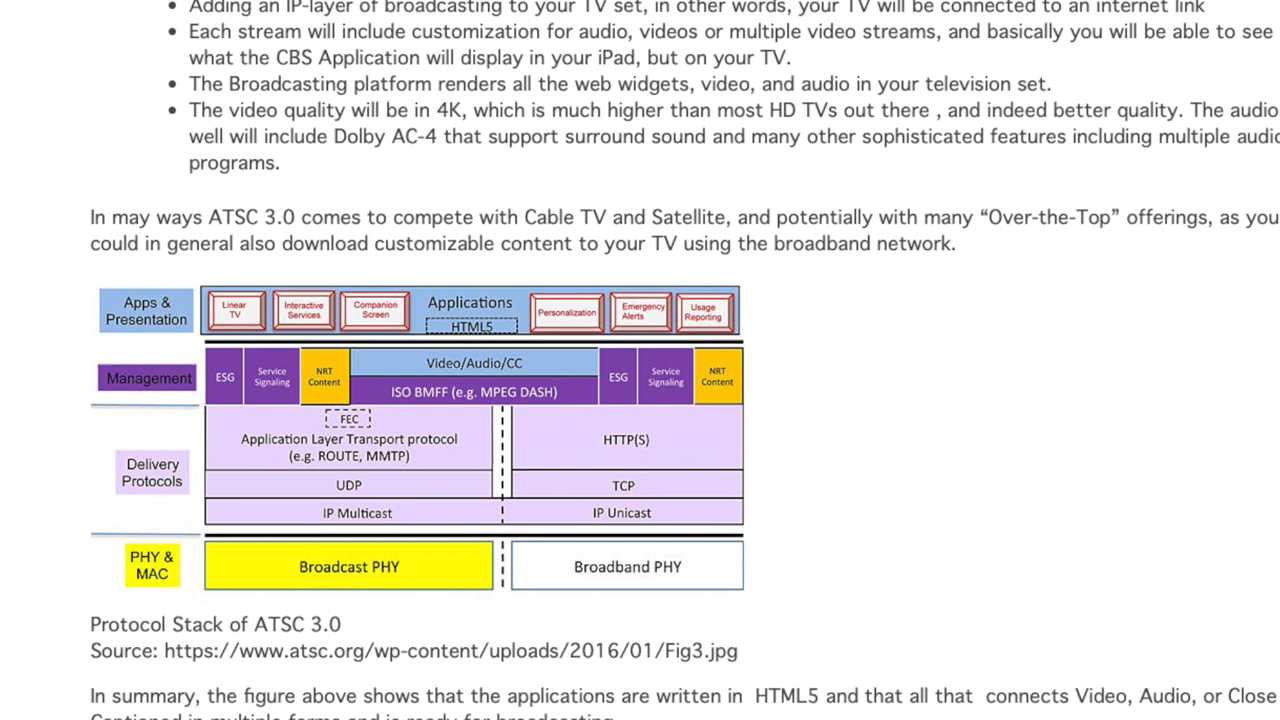 Adding an IP-layer of broadcasting to your TV set, in other words, your TV will be connected to an internet link
Each stream will include customization for audio, videos or multiple video streams, and basically you will be able to see
what the CBS Application will display in your iPad, but on your TV.
The Broadcasting platform renders all the web widgets, video, and audio in your television set.
The video quality will be in 4K, which is much higher than most HD TVs out there , and indeed better quality. The audio
well will include Dolby AC-4 that support surround sound and many other sophisticated features including multiple audio
programs.
In may ways ATSC 3.0 comes to compete with Cable TV and Satellite, and potentially with many “Over-the-Top” offerings, as you
could in general also download customizable content to your TV using the broadband network.
Apps &
Presentation
Linear
TV
Interactive
Services
Companion
Screen
Applications
HTML5
Personalization
Emergency
Alerts
Usage
Reporting
Management
ESG
Service
Signaling
NRT
Content
Video/Audio/CC
ISO BMFF (e.g. MPEG DASH)
ESG
Service
Signaling
NRT
Content
Delivery
Protocols
FEC
Application Layer Transport protocol
(e.g. ROUTE, MMTP)
HTTP(S)
UDP
TCP
IP Multicast
IP Unicast
PHY &
MAC
Broadcast PHY
Broadband PHY
Protocol Stack of ATSC 3.0
Source: https://www.atsc.org/wp-content/uploads/2016/01/Fig3.jpg
In summary, the figure above shows that the applications are written in  HTML5 and that all that  connects Video, Audio, or Close
Captioned in multiple forms and is ready for broadcasting.